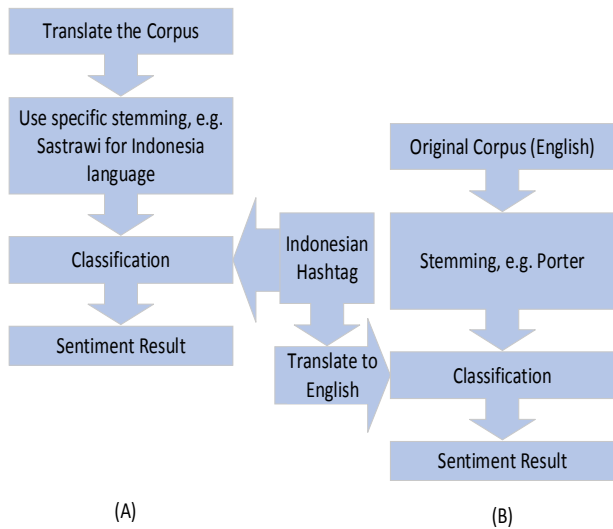 Translate the Corpus
Use specific stemming, e.g.
Sastrawi for Indonesia
language
Classification
Sentiment Result
Indonesian
Hashtag
Translate to
English
Original Corpus (English)
Stemming, e.g. Porter
Classification
Sentiment Result
(A)
(B)